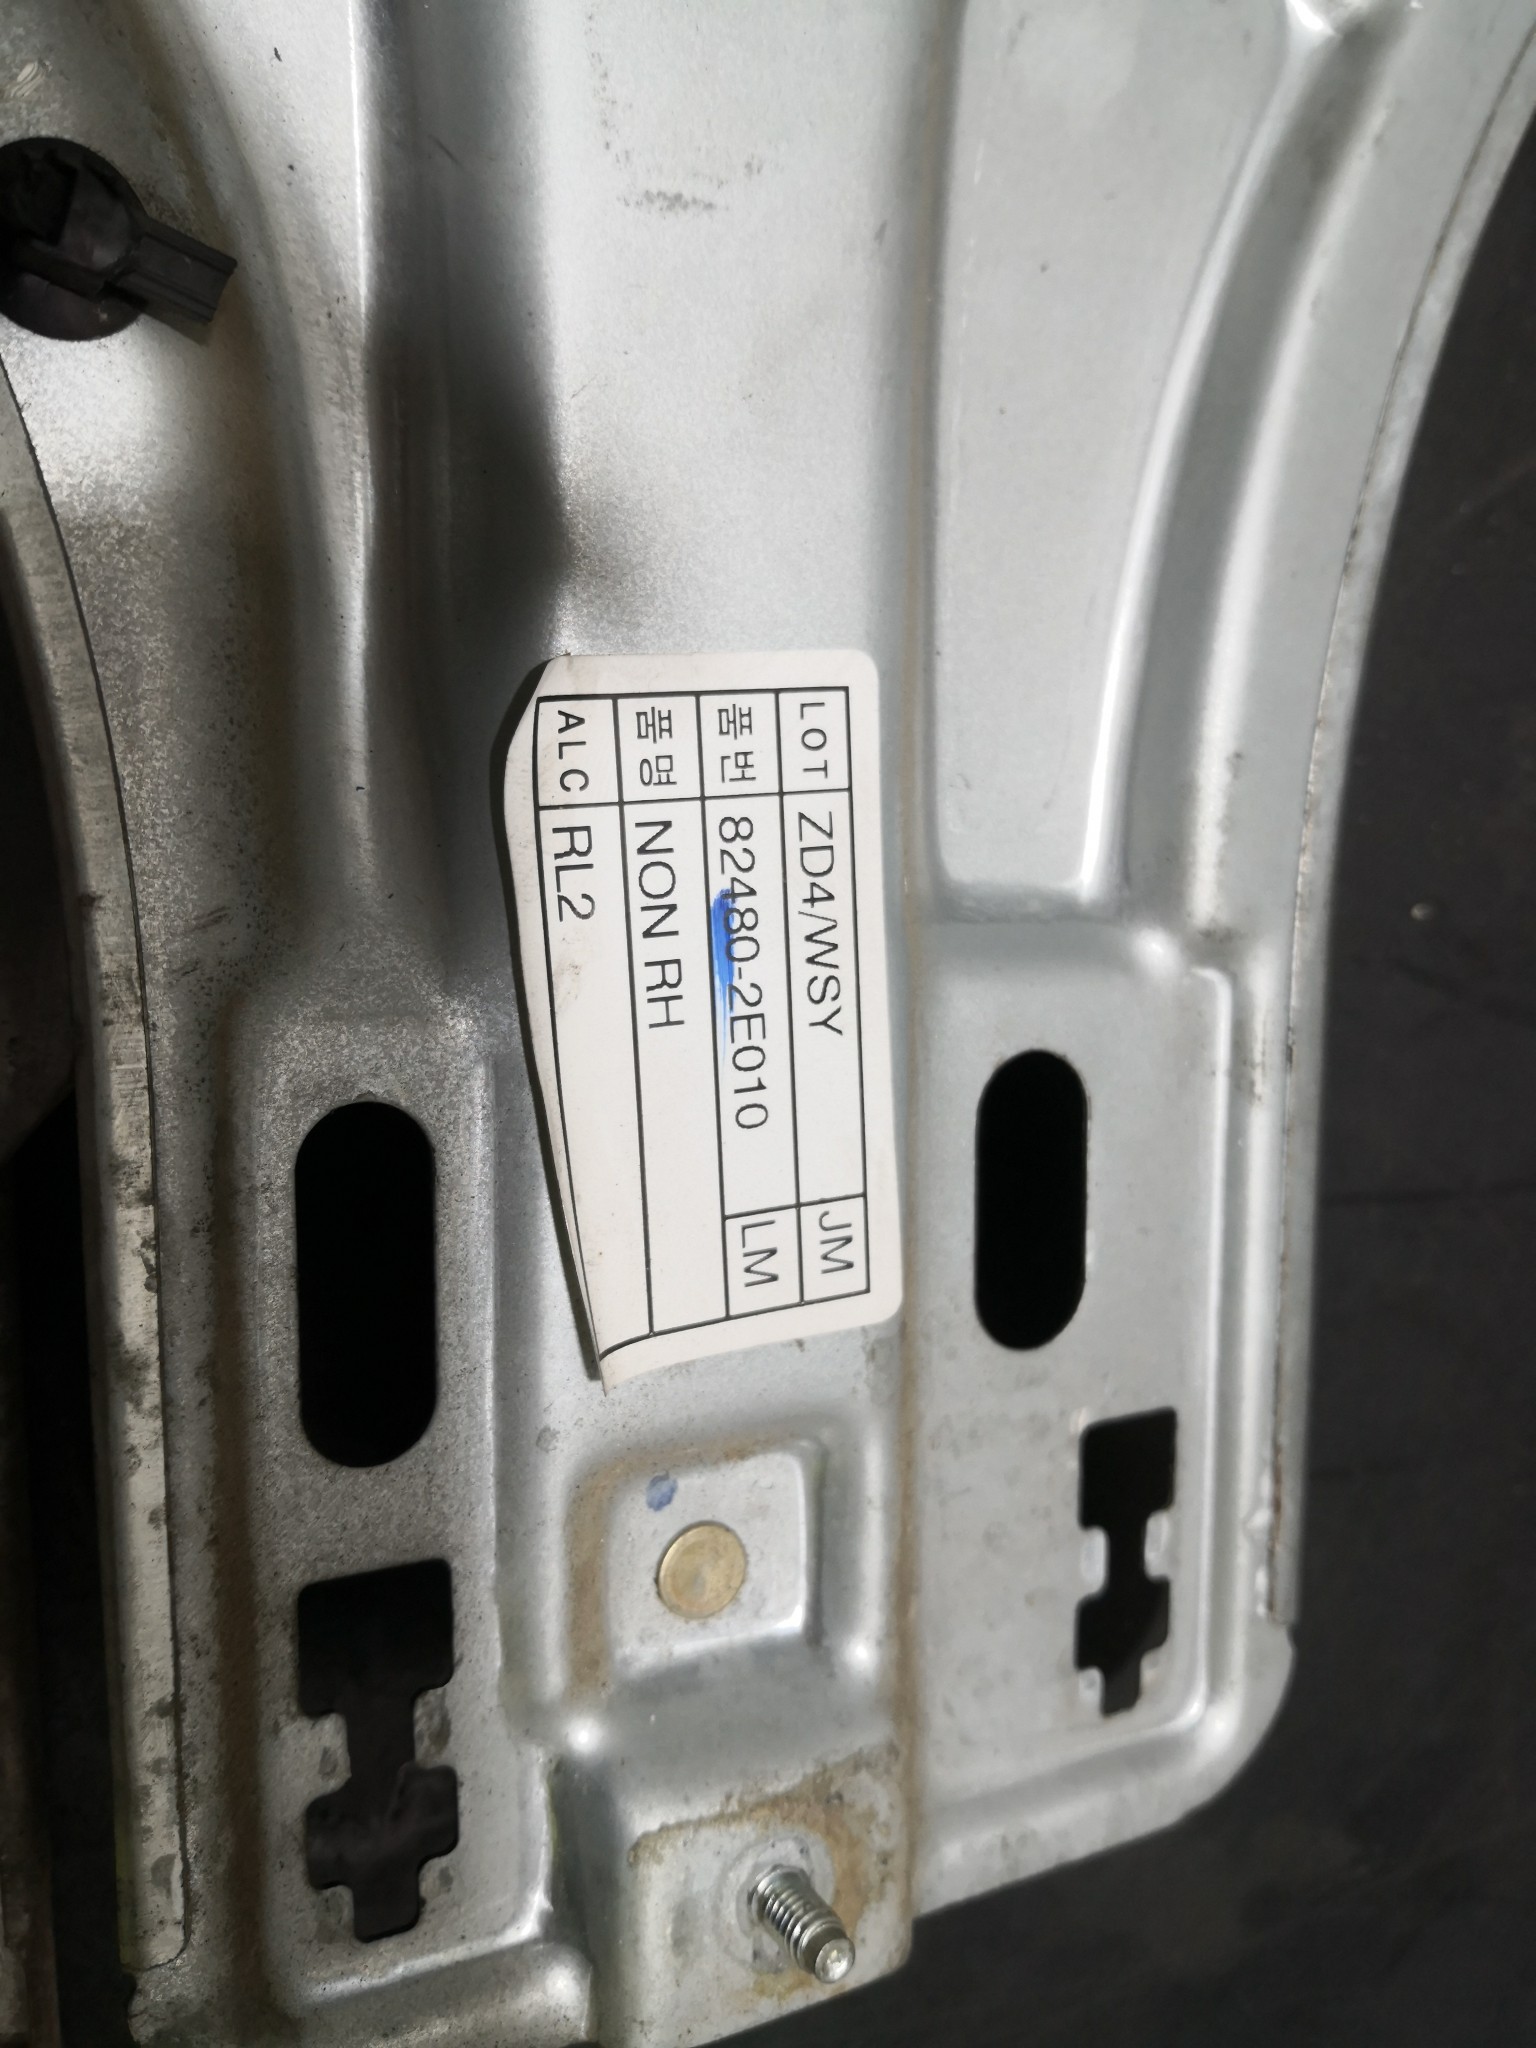 LOT ZD4/WSY JM
품번 82480-2E010 LM
품명 NON RH
ALC RL2